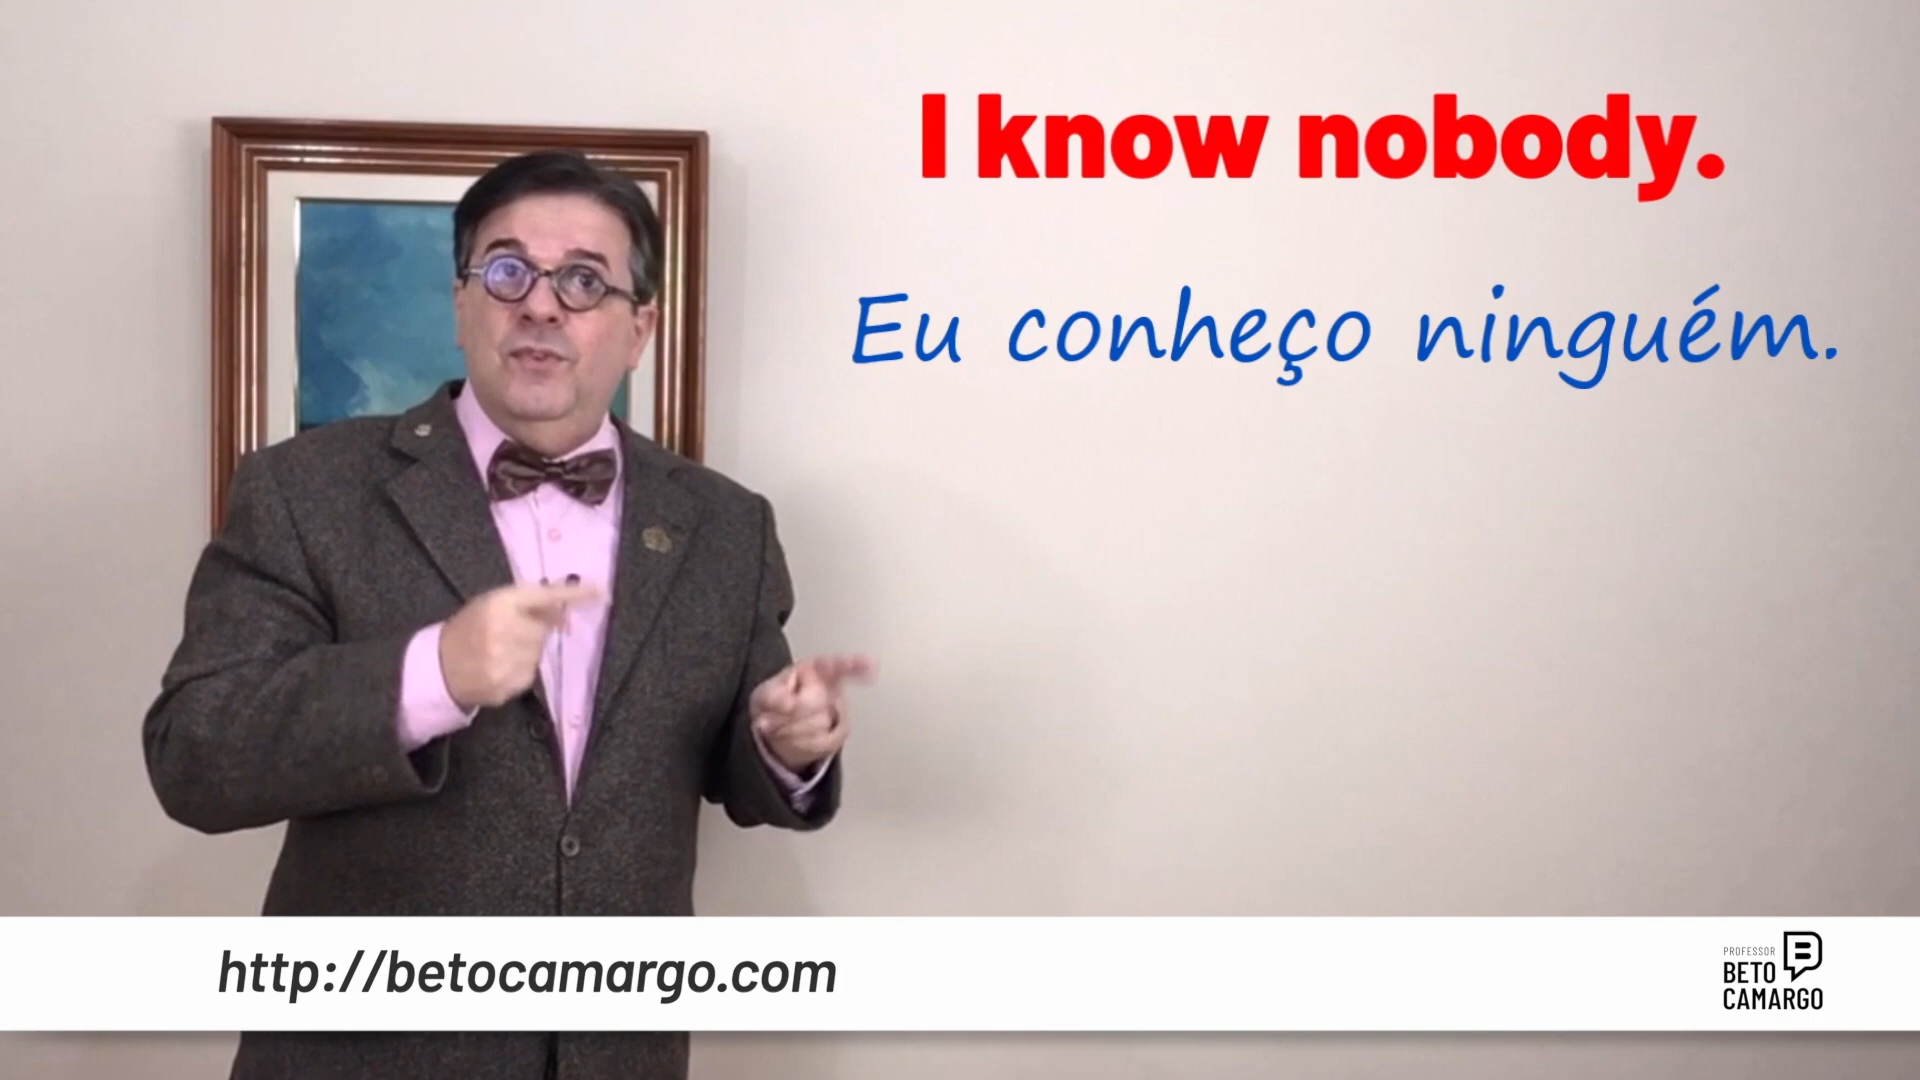 I know nobody.
Eu conheço ninguém.
http://betocamargo.com
PROFESSOR
BETO
CAMARGO